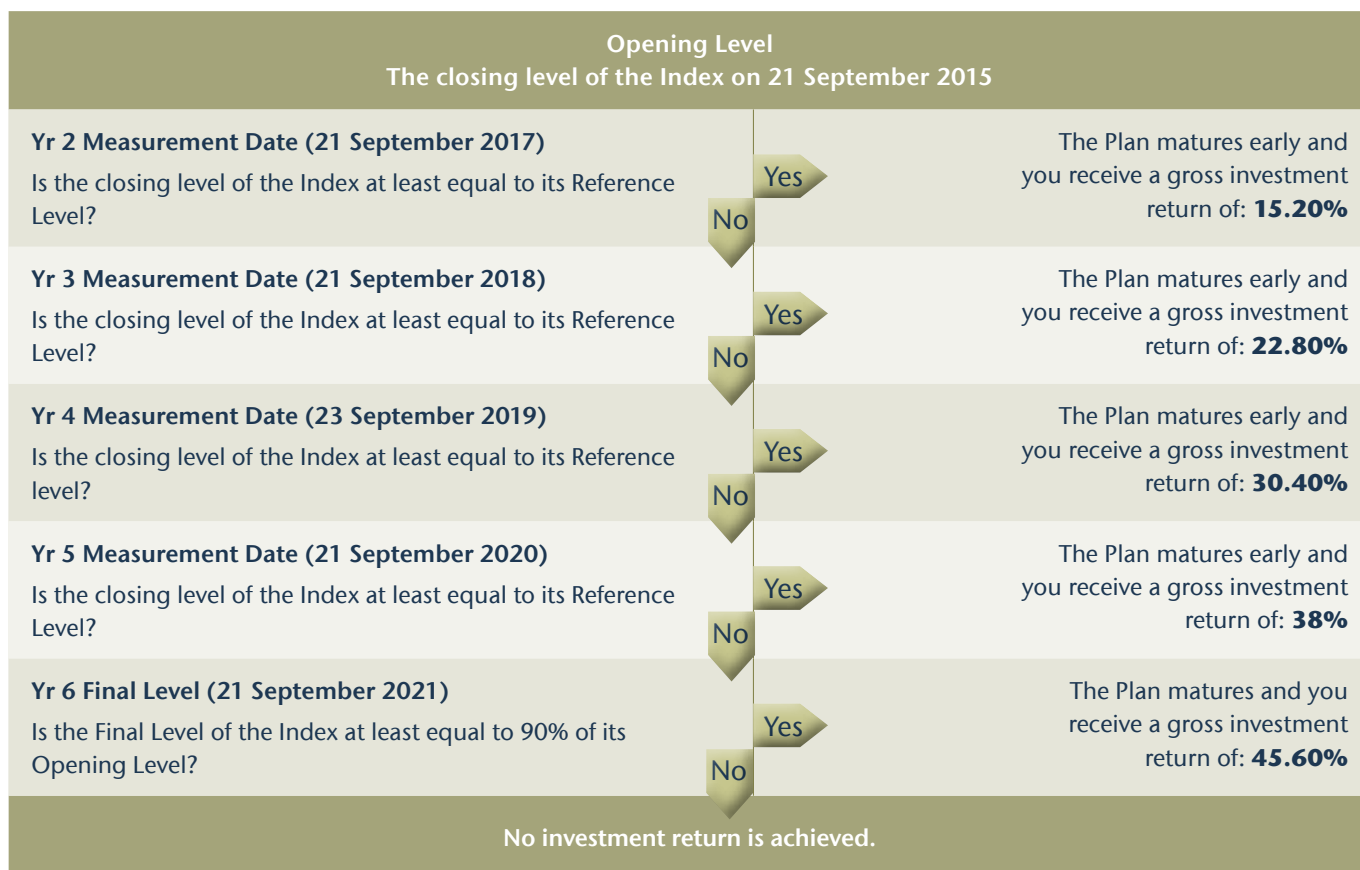 Opening Level
The closing level of the Index on 21 September 2015
Yr 2 Measurement Date (21 September 2017)
Is the closing level of the Index at least equal to its Reference
Level?
Yes
No
The Plan matures early and
you receive a gross investment
return of: 15.20%
Yr 3 Measurement Date (21 September 2018)
Is the closing level of the Index at least equal to its Reference
Level?
Yes
No
The Plan matures early and
you receive a gross investment
return of: 22.80%
Yr 4 Measurement Date (23 September 2019)
Is the closing level of the Index at least equal to its Reference
level?
Yes
No
The Plan matures early and
you receive a gross investment
return of: 30.40%
Yr 5 Measurement Date (21 September 2020)
Is the closing level of the Index at least equal to its Reference
Level?
Yes
No
The Plan matures early and
you receive a gross investment
return of: 38%
Yr 6 Final Level (21 September 2021)
Is the Final Level of the Index at least equal to 90% of its
Opening Level?
Yes
No
The Plan matures and you
receive a gross investment
return of: 45.60%
No investment return is achieved.